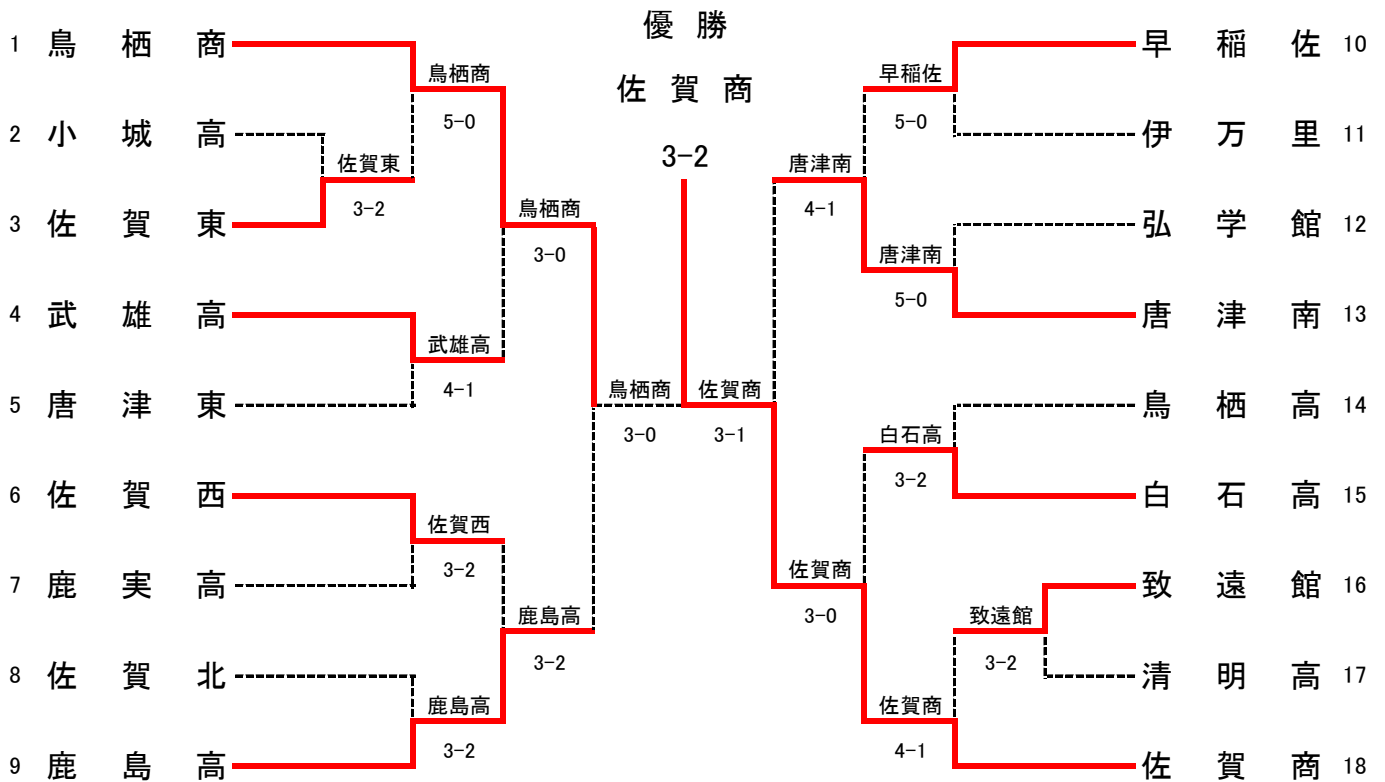 優 勝
佐 賀 商
3-2
1 鳥 栖 商
2 小 城 高
3 佐 賀 東
4 武 雄 高
5 唐 津 東
6 佐 賀 西
7 鹿 実 高
8 佐 賀 北
9 鹿 島 高
佐賀東
3-2
鳥栖商
5-0
武雄高
4-1
佐賀西
3-2
鹿島高
3-2
鳥栖商
3-0
鹿島高
3-2
鳥栖商
3-0
佐賀商
3-1
唐津南
4-1
佐賀商
3-0
早稲佐
5-0
唐津南
5-0
白石高
3-2
佐賀商
4-1
致遠館
3-2
早 稲 佐 10
伊 万 里 11
弘 学 館 12
唐 津 南 13
鳥 栖 高 14
白 石 高 15
致 遠 館 16
清 明 高 17
佐 賀 商 18